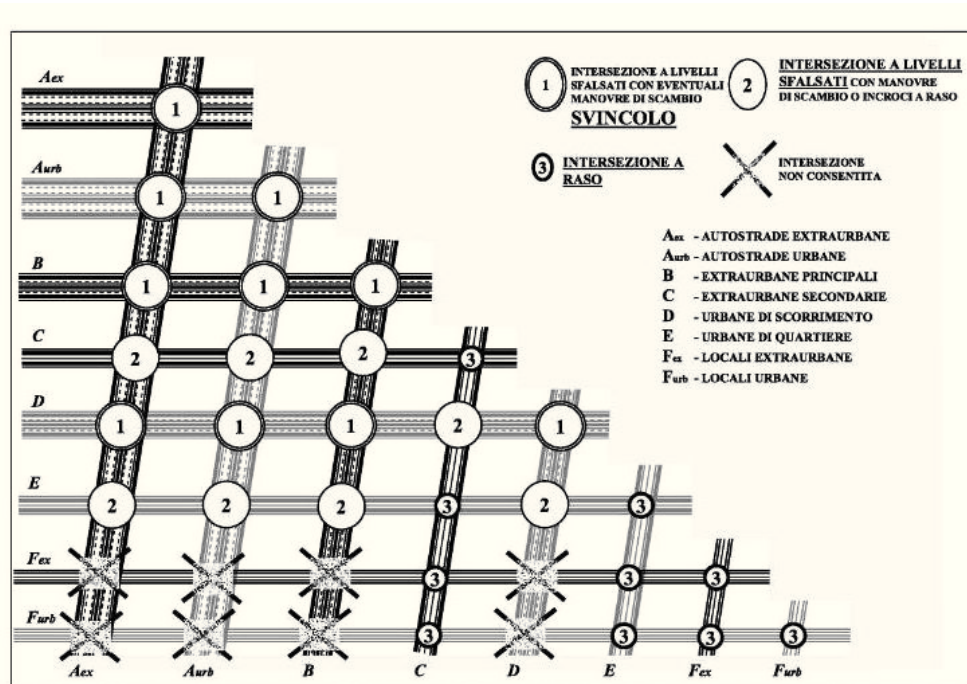 Aex
1
INTERSEZIONE A LIVELLI
SFALSATI CON EVENTUALI
MANOVRE DI SCAMBIO
SVINCOLO
2
INTERSEZIONE A LIVELLI
SFALSATI CON MANOVRE
DI SCAMBIO O INCROCI A RASO
3
INTERSEZIONE A
RASO
INTERSEZIONE
NON CONSENTITA
Aex - AUTOSTRADE EXTRAURBANE
Aurb - AUTOSTRADE URBANE
B - EXTRAURBANE PRINCIPALI
C - EXTRAURBANE SECONDARIE
D - URBANE DI SCORRIMENTO
E - URBANE DI QUARTIERE
Fex - LOCALI EXTRAURBANE
Furb - LOCALI URBANE
1
Aurb
1 1
B
1 1 1
C
2 2 2 3
D
1 1 1 2 1
E
2 2 2 3 2 3
Fex
3 3 3
Furb
3 3 3 3
Aex Aurb B C D E Fex Furb